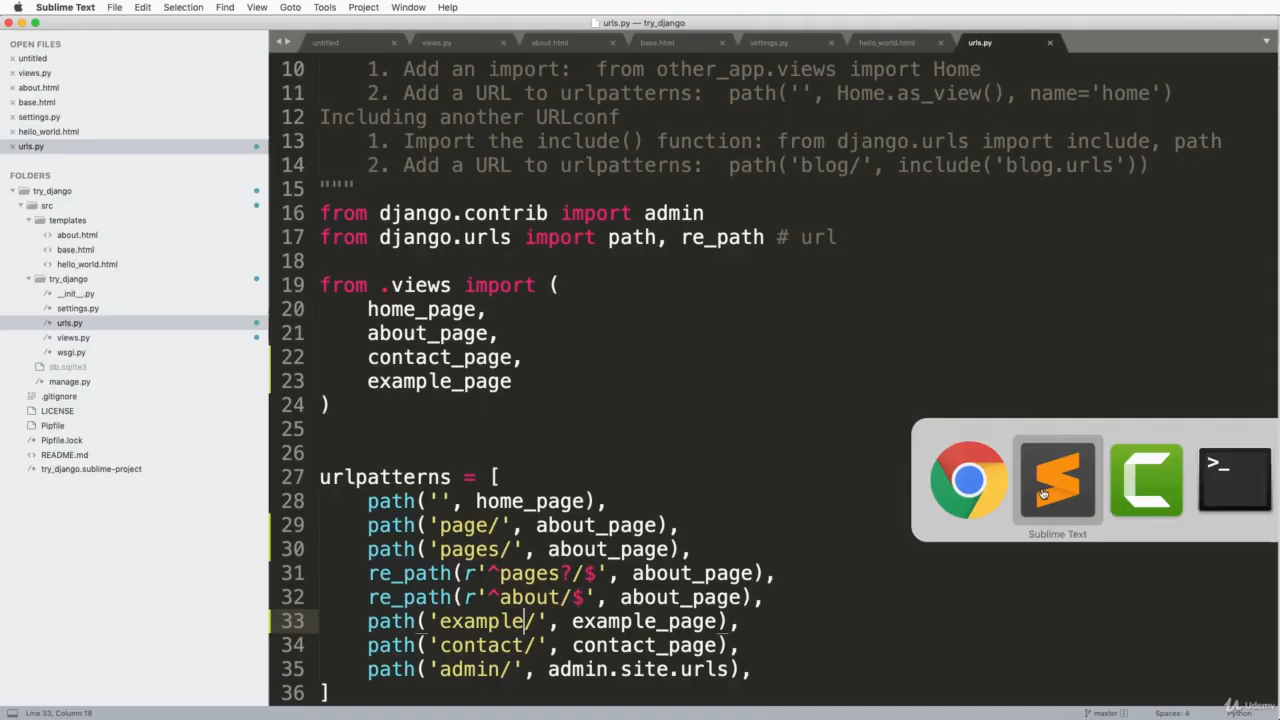 Sublime Text File Edit Selection Find View Goto Tools Project Window Help
urls.py — try_django
OPEN FILES
untitled
views.py
about.html
base.html
settings.py
hello_world.html
urls.py
FOLDERS
try_django
src
templates
about.html
base.html
hello_world.html
try_django
__init__.py
settings.py
urls.py
views.py
wsgi.py
db.sqlite3
manage.py
.gitignore
LICENSE
Pipfile
Pipfile.lock
README.md
try_django.sublime-project
untitled views.py about.html base.html settings.py hello_world.html urls.py
10 1. Add an import:  from other_app.views import Home
11 2. Add a URL to urlpatterns:  path('', Home.as_view(), name='home')
12 Including another URLconf
13 1. Import the include() function: from django.urls import include, path
14 2. Add a URL to urlpatterns:  path('blog/', include('blog.urls'))
15 """
16 from django.contrib import admin
17 from django.urls import path, re_path # url
18
19 from .views import (
20 home_page,
21 about_page,
22 contact_page,
23 example_page
24 )
25
26
27 urlpatterns = [
28 path('', home_page),
29 path('page/', about_page),
30 path('pages/', about_page),
31 re_path(r'^pages?/$', about_page),
32 re_path(r'^about/$', about_page),
33 path('example/', example_page),
34 path('contact/', contact_page),
35 path('admin/', admin.site.urls),
36 ]
>_
Sublime Text
Line 33, Column 18
master 2
Spaces: 4
Python
Udemy